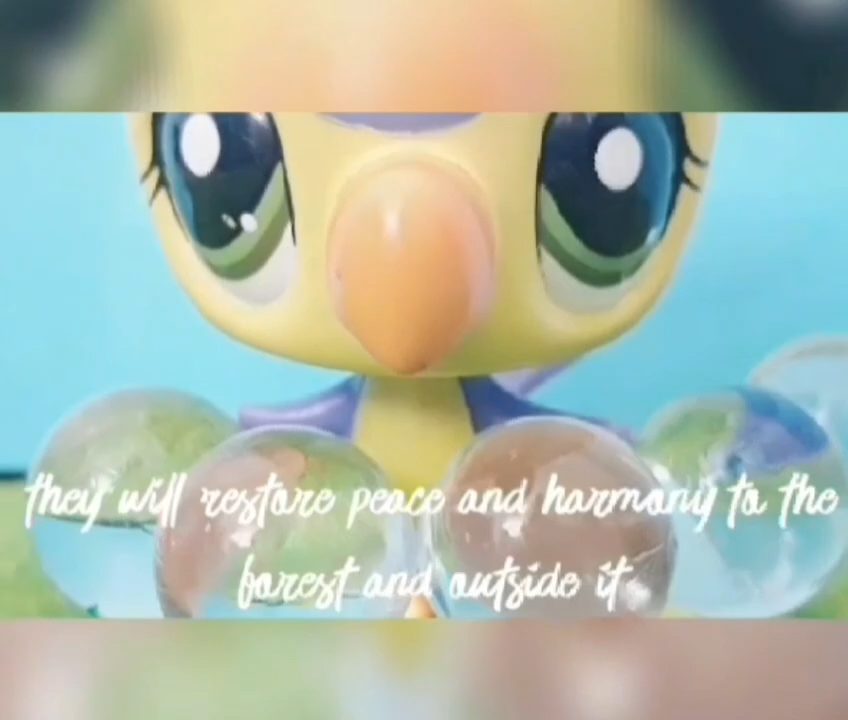 they will restore peace and harmony to the
forest and outside it